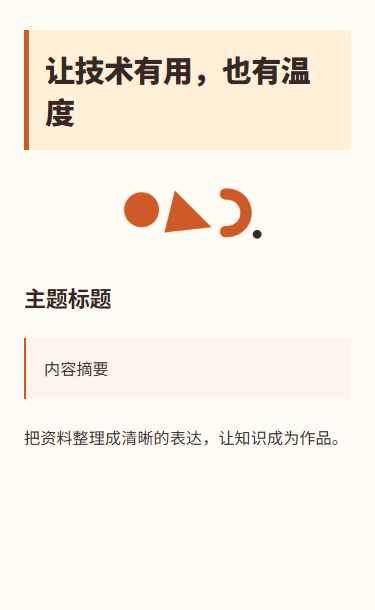 让技术有用，也有温
度
主题标题
内容摘要
把资料整理成清晰的表达，让知识成为作品。